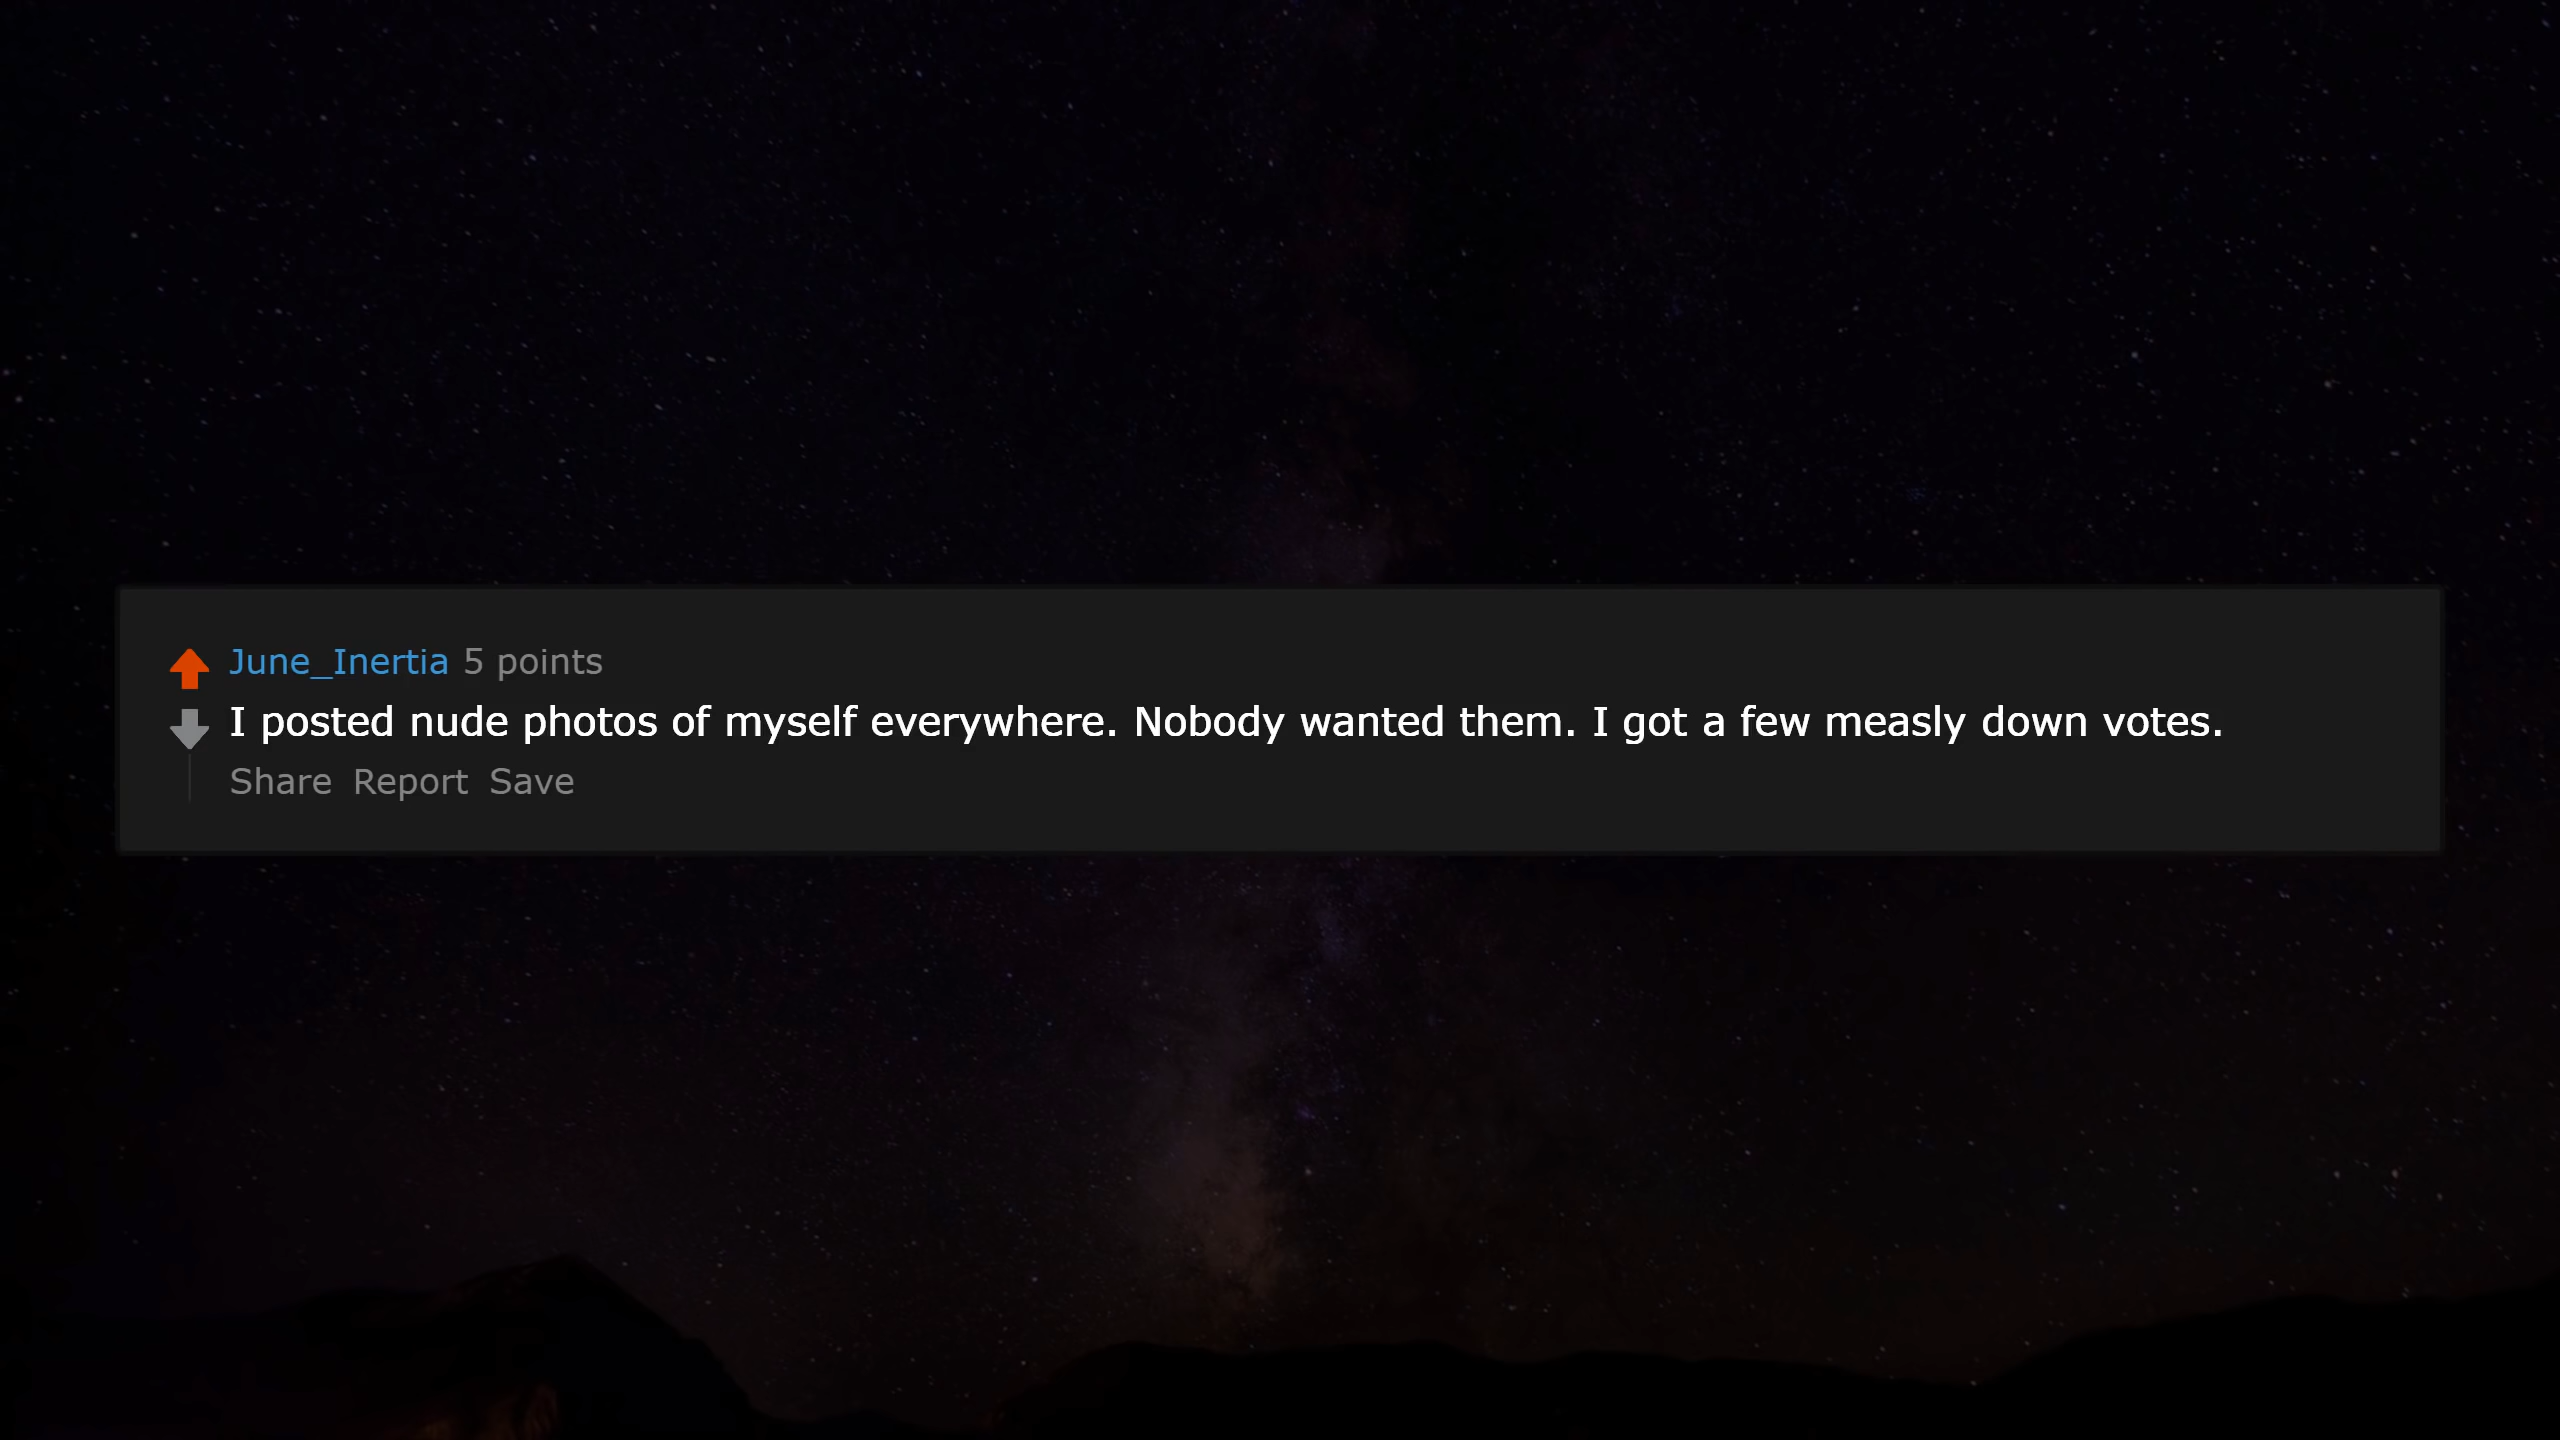 June_Inertia 5 points
I posted nude photos of myself everywhere. Nobody wanted them. I got a few measly down votes.
Share Report Save